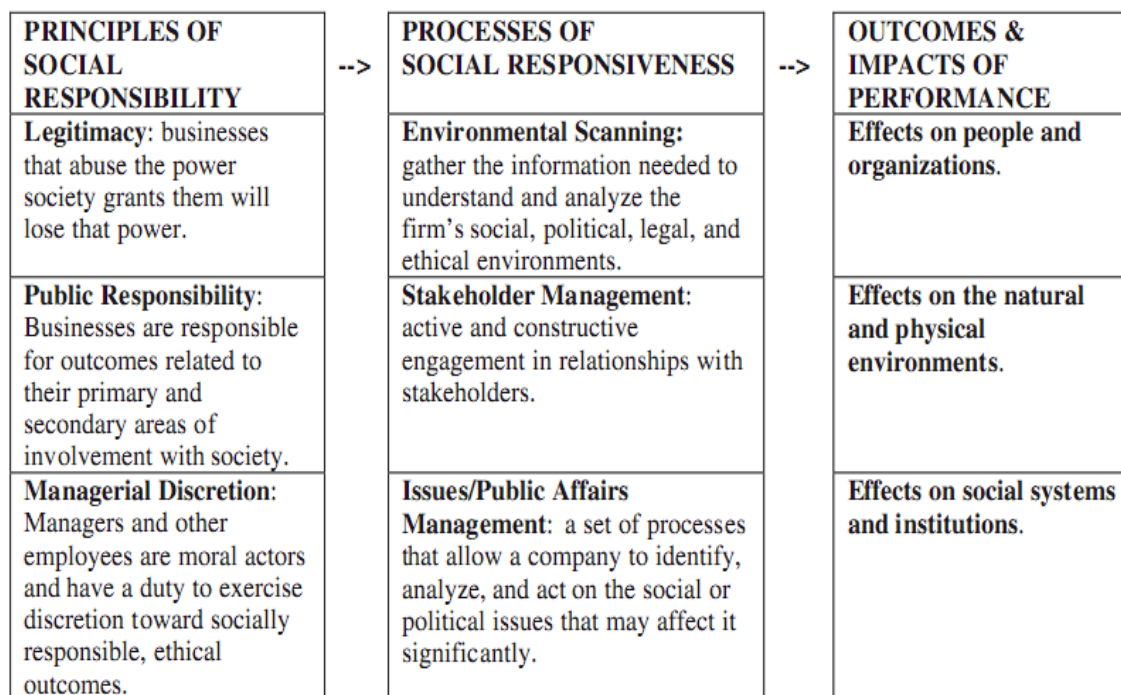 PRINCIPLES OF
SOCIAL
RESPONSIBILITY
-->
PROCESSES OF
SOCIAL RESPONSIVENESS
-->
OUTCOMES &
IMPACTS OF
PERFORMANCE
Legitimacy: businesses
that abuse the power
society grants them will
lose that power.
Environmental Scanning:
gather the information needed to
understand and analyze the
firm's social, political, legal, and
ethical environments.
Effects on people and
organizations.
Public Responsibility:
Businesses are responsible
for outcomes related to
their primary and
secondary areas of
involvement with society.
Stakeholder Management:
active and constructive
engagement in relationships with
stakeholders.
Effects on the natural
and physical
environments.
Managerial Discretion:
Managers and other
employees are moral actors
and have a duty to exercise
discretion toward socially
responsible, ethical
outcomes.
Issues/Public Affairs
Management: a set of processes
that allow a company to identify,
analyze, and act on the social or
political issues that may affect it
significantly.
Effects on social systems
and institutions.